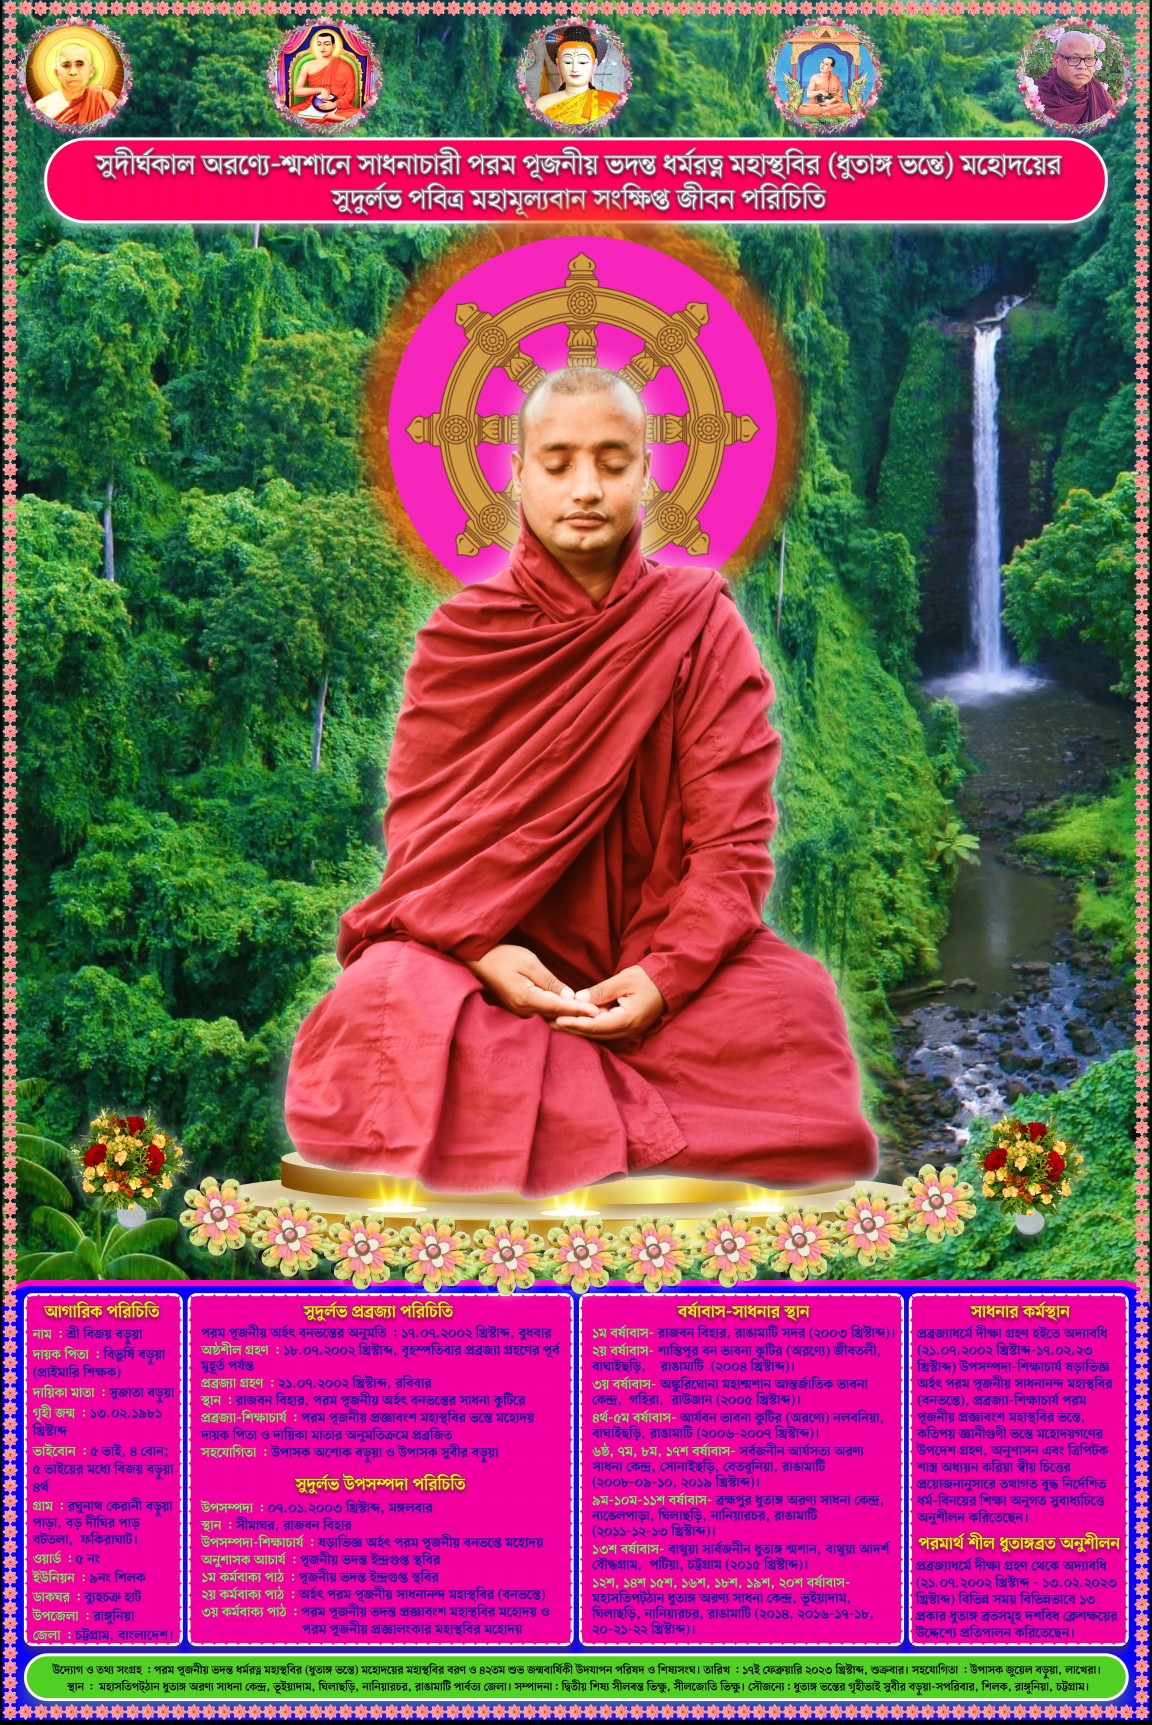 সুদীর্ঘকাল অরণ্যে-শ্মশানে সাধনাচারী পরম পূজনীয় ভদন্ত ধর্মরত্ন মহাস্থবির (ধুতাঙ্গ ভন্তে) মহোদয়ের
সুদুর্লভ পবিত্র মহামূল্যবান সংক্ষিপ্ত জীবন পরিচিতি
আগারিক পরিচিতি
নাম : শ্রী বিজয় বড়ুয়া
দায়ক পিতা : বিভুর্ষি বড়ুয়া
(প্রাইমারি শিক্ষক)
দায়িকা মাতা : সুজাতা বড়ুয়া
গৃহী জন্ম : ১৩.০২.১৯৮১
খ্রিস্টাব্দ
ভাইবোন : ৫ ভাই, ৪ বোন;
৫ ভাইয়ের মধ্যে বিজয় বড়ুয়া
৪র্থ
গ্রাম : রঘুনাথ কেরানী বড়ুয়া
পাড়া, বড় দীঘির পাড়
বটতলা, ফকিরাঘাট।
ওয়ার্ড : ৫ নং
ইউনিয়ন : ৯নং শিলক
ডাকঘর : ব্যুহচক্র হাট
উপজেলা : রাঙ্গুনিয়া
জেলা : চট্টগ্রাম, বাংলাদেশ।
সুদুর্লভ প্রব্রজ্যা পরিচিতি
পরম পূজনীয় অর্হৎ বনভন্তের অনুমতি : ১৭.০৭.২০০২ খ্রিস্টাব্দ, বুধবার
অষ্ঠশীল গ্রহণ : ১৮.০৭.২০০২ খ্রিস্টাব্দ, বৃহস্পতিবার প্রব্রজ্যা গ্রহণের পূর্ব
মুহূর্ত পর্যন্ত
প্রব্রজ্যা গ্রহণ : ২১.০৭.২০০২ খ্রিস্টাব্দ, রবিবার
স্থান : রাজবন বিহার, পরম পূজনীয় অর্হৎ বনভন্তের সাধনা কুটিরে
প্রব্রজ্যা-শিক্ষাচার্য : পরম পূজনীয় প্রজ্ঞাবংশ মহাস্থবির ভন্তে মহোদয়
দায়ক পিতা ও দায়িকা মাতার অনুমতিক্রমে প্রব্রজিত
সহযোগিতা : উপাসক অশোক বড়ুয়া ও উপাসক সুবীর বড়ুয়া
সুদুর্লভ উপসম্পদা পরিচিতি
উপসম্পদা : ০৭.০১.২০০৩ খ্রিস্টাব্দ, মঙ্গলবার
স্থান : সীমাঘর, রাজবন বিহার
উপসম্পদা-শিক্ষাচার্য : ষড়াভিজ্ঞ অর্হৎ পরম পূজনীয় বনভন্তে মহোদয়
অনুশাসক আচার্য : পূজনীয় ভদন্ত ইন্দ্রগুপ্ত স্থবির
১ম কর্মবাক্য পাঠ : পূজনীয় ভদন্ত ইন্দ্রগুপ্ত স্থবির
২য় কর্মবাক্য পাঠ : অর্হৎ পরম পূজনীয় সাধনানন্দ মহাস্থবির (বনভন্তে)
৩য় কর্মবাক্য পাঠ : পরম পূজনীয় ভদন্ত প্রজ্ঞাবংশ মহাস্থবির মহোদয় ও
পরম পূজনীয় প্রজ্ঞালংকার মহাস্থবির মহোদয়
বর্ষাবাস-সাধনার স্থান
১ম বর্ষাবাস- রাজবন বিহার, রাঙামাটি সদর (২০০৩ খ্রিস্টাব্দ)।
২য় বর্ষাবাস- শান্তিপুর বন ভাবনা কুটির (অরণ্যে) জীবতলী,
বাঘাইছড়ি, রাঙামাটি (২০০৪ খ্রিস্টাব্দ)।
৩য় বর্ষাবাস- অঙ্কুরিঘোনা মহাশ্মশান আন্তর্জাতিক ভাবনা
কেন্দ্র, গহিরা, রাউজান (২০০৫ খ্রিস্টাব্দ)।
৪র্থ-৫ম বর্ষাবাস- আর্যবন ভাবনা কুটির (অরণ্যে) নলবনিয়া,
বাঘাইছড়ি, রাঙামাটি (২০০৬-২০০৭ খ্রিস্টাব্দ)।
৬ষ্ঠ, ৭ম, ৮ম, ১৭শ বর্ষাবাস- সর্বজনীন আর্যসত্য অরণ্য
সাধনা কেন্দ্র, সোনাইছড়ি, বেতবুনিয়া, রাঙামাটি
(২০০৮-০৯-১০, ২০১৯ খ্রিস্টাব্দ)।
৯ম-১০ম-১১শ বর্ষাবাস- ব্রহ্মপুর ধুতাঙ্গ অরণ্য সাধনা কেন্দ্র,
নাঙেলপাড়া, ঘিলাছড়ি, নানিয়ারচর, রাঙামাটি
(২০১১-১২-১৩ খ্রিস্টাব্দ)।
১৩শ বর্ষাবাস- বাথুয়া সার্বজনীন ধুতাঙ্গ শ্মশান, বাথুয়া আদর্শ
বৌদ্ধগ্রাম, পটিয়া, চট্টগ্রাম (২০১৫ খ্রিস্টাব্দ)।
১২শ, ১৪শ ১৫শ, ১৬শ, ১৮শ, ১৯শ, ২০শ বর্ষাবাস-
মহাসতিপট্‌ঠান ধুতাঙ্গ অরণ্য সাধনা কেন্দ্র, ভূইয়াদাম,
ঘিলাছড়ি, নানিয়ারচর, রাঙামাটি (২০১৪, ২০১৬-১৭-১৮,
২০-২১-২২ খ্রিস্টাব্দ)।
সাধনার কর্মস্থান
প্রব্রজ্যাধর্মে দীক্ষা গ্রহণ হইতে অদ্যাবধি
(২১.০৭.২০০২ খ্রিস্টাব্দ-১৭.০২.২৩
খ্রিস্টাব্দ) উপসম্পদা-শিক্ষাচার্য ষড়াভিজ্ঞ
অর্হৎ পরম পূজনীয় সাধনানন্দ মহাস্থবির
(বনভন্তে), প্রব্রজ্যা-শিক্ষাচার্য পরম
পূজনীয় প্রজ্ঞাবংশ মহাস্থবির ভন্তে,
কতিপয় জ্ঞানীগুণী ভন্তে মহোদয়গণের
উপদেশ গ্রহণ, অনুশাসন এবং ত্রিপিটক
শাস্ত্র অধ্যয়ন করিয়া স্বীয় চিত্তের
প্রয়োজনানুসারে তথাগত বুদ্ধ নির্দেশিত
ধর্ম-বিনয়ের শিক্ষা অনুগত সুবাধ্যচিত্তে
অনুশীলন করিতেছেন।
পরমার্থ শীল ধুতাঙ্গব্রত অনুশীলন
প্রব্রজ্যাধর্মে দীক্ষা গ্রহণ থেকে অদ্যাবধি
(২১.০৭.২০০২ খ্রিস্টাব্দ - ১৩.০২.২০২৩
খ্রিস্টাব্দ) বিভিন্ন সময় বিভিন্নভাবে ১৩
প্রকার ধুতাঙ্গ ব্রতসমূহ দশবিধ ক্লেশক্ষয়ের
উদ্দেশ্যে প্রতিপালন করিতেছেন।
উদ্যোগ ও তথ্য সংগ্রহ : পরম পূজনীয় ভদন্ত ধর্মরত্ন মহাস্থবির (ধুতাঙ্গ ভন্তে) মহোদয়ের মহাস্থবির বরণ ও ৪২তম শুভ জন্মবার্ষিকী উদযাপন পরিষদ ও শিষ্যসংঘ। তারিখ : ১৭ই ফেব্রুয়ারি ২০২৩ খ্রিস্টাব্দ, শুক্রবার। সহযোগিতা : উপাসক জুয়েল বড়ুয়া, লাখেরা।
স্থান : মহাসতিপট্‌ঠান ধুতাঙ্গ অরণ্য সাধনা কেন্দ্র, ভূইয়াদাম, ঘিলাছড়ি, নানিয়ারচর, রাঙামাটি পার্বত্য জেলা। সম্পাদনা : দ্বিতীয় শিষ্য সীলৰন্ত ভিক্ষু, সীলজোতি ভিক্ষু। সৌজন্যে : ধুতাঙ্গ ভন্তের গৃহীভাই সুবীর বড়ুয়া-সপরিবার, শিলক, রাঙ্গুনিয়া, চট্টগ্রাম।